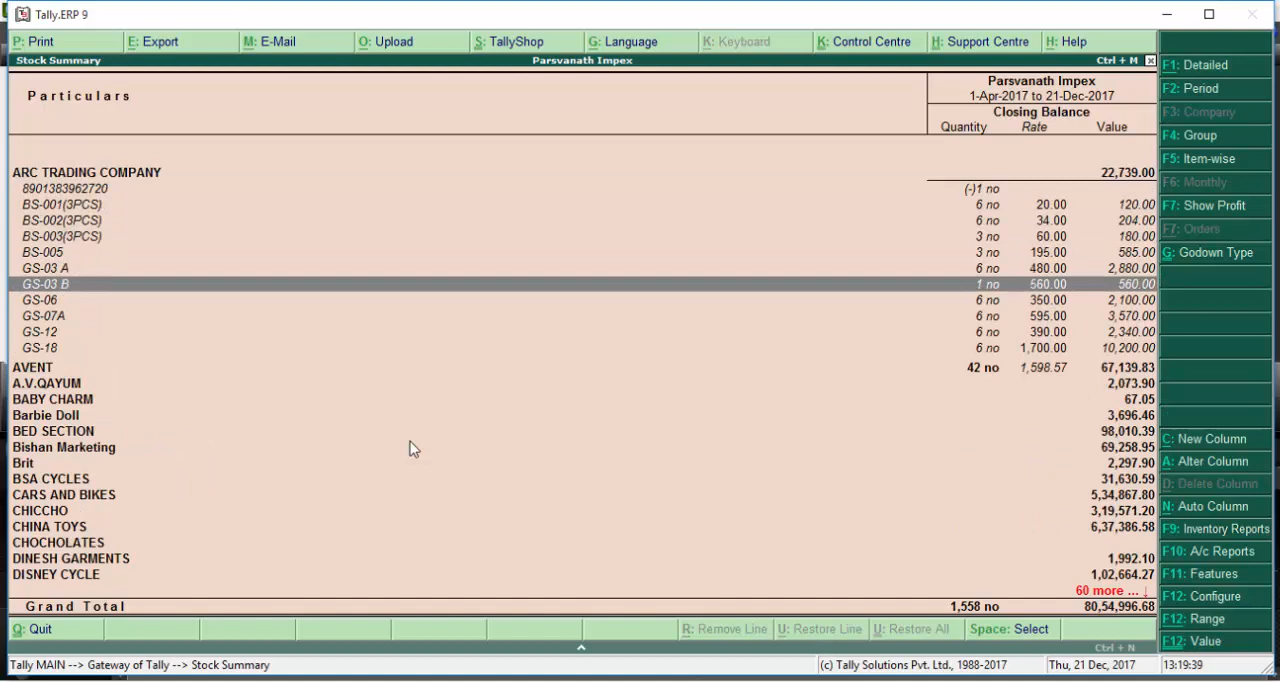 Tally.ERP 9
P: Print E: Export M: E-Mail O: Upload S: TallyShop G: Language K: Keyboard K: Control Centre H: Support Centre H: Help
Stock Summary Parsvanath Impex Ctrl + M
Particulars
Parsvanath Impex
1-Apr-2017 to 21-Dec-2017
Closing Balance
Quantity Rate Value
ARC TRADING COMPANY 22,739.00
8901383962720 (-)1 no
BS-001(3PCS) 6 no 20.00 120.00
BS-002(3PCS) 6 no 34.00 204.00
BS-003(3PCS) 3 no 60.00 180.00
BS-005 3 no 195.00 585.00
GS-03 A 6 no 480.00 2,880.00
GS-03 B 1 no 560.00 560.00
GS-06 6 no 350.00 2,100.00
GS-07A 6 no 595.00 3,570.00
GS-12 6 no 390.00 2,340.00
GS-18 6 no 1,700.00 10,200.00
AVENT 42 no 1,598.57 67,139.83
A.V.QAYUM 2,073.90
BABY CHARM 67.05
Barbie Doll 3,696.46
BED SECTION 98,010.39
Bishan Marketing 69,258.95
Brit 2,297.90
BSA CYCLES 31,630.59
CARS AND BIKES 5,34,867.80
CHICCHO 3,19,571.20
CHINA TOYS 6,37,386.58
CHOCHOLATES
DINESH GARMENTS 1,992.10
DISNEY CYCLE 1,02,664.27
60 more ... ↓
Grand Total 1,558 no 80,54,996.68
F1: Detailed
F2: Period
F3: Company
F4: Group
F5: Item-wise
F6: Monthly
F7: Show Profit
F7: Orders
G: Godown Type
C: New Column
A: Alter Column
D: Delete Column
N: Auto Column
F9: Inventory Reports
F10: A/c Reports
F11: Features
F12: Configure
F12: Range
F12: Value
Q: Quit R: Remove Line U: Restore Line U: Restore All Space: Select
Ctrl + N
Tally MAIN --> Gateway of Tally --> Stock Summary (c) Tally Solutions Pvt. Ltd., 1988-2017 Thu, 21 Dec, 2017 13:19:39